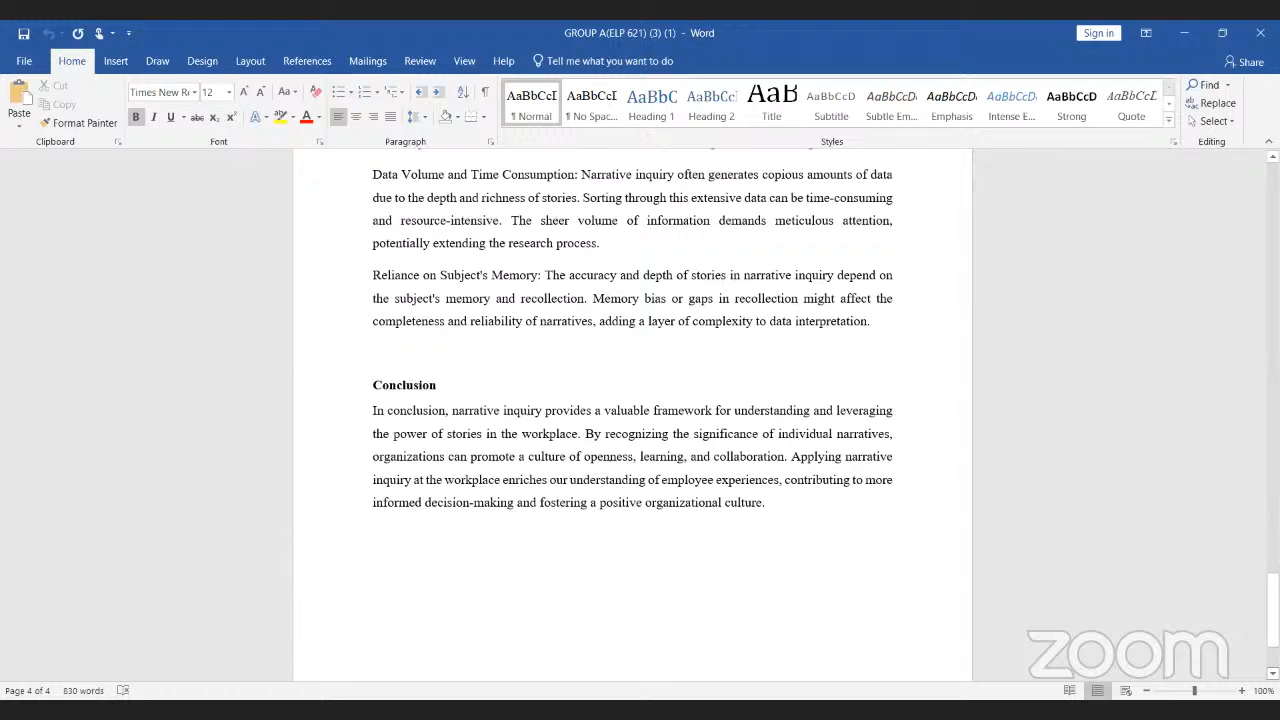 GROUP A(ELP 621) (3) (1) - Word
Sign in
File Home Insert Draw Design Layout References Mailings Review View Help Tell me what you want to do
Share
Paste
Cut
Copy
Format Painter
Clipboard
Times New Ro 12 Aa
B I U abc x₂ x² A A
Font
Paragraph
AaBbCcI AaBbCcI AaBbC AaBbCcI AaB AaBbCcD AaBbCcDι AaBbCcDι AaBbCcDι AaBbCcD AaBbCcD
¶ Normal ¶ No Spac... Heading 1 Heading 2 Title Subtitle Subtle Em... Emphasis Intense E... Strong Quote
Styles
Find
Replace
Select
Editing
Data Volume and Time Consumption: Narrative inquiry often generates copious amounts of data
due to the depth and richness of stories. Sorting through this extensive data can be time-consuming
and resource-intensive. The sheer volume of information demands meticulous attention,
potentially extending the research process.
Reliance on Subject's Memory: The accuracy and depth of stories in narrative inquiry depend on
the subject's memory and recollection. Memory bias or gaps in recollection might affect the
completeness and reliability of narratives, adding a layer of complexity to data interpretation.
Conclusion
In conclusion, narrative inquiry provides a valuable framework for understanding and leveraging
the power of stories in the workplace. By recognizing the significance of individual narratives,
organizations can promote a culture of openness, learning, and collaboration. Applying narrative
inquiry at the workplace enriches our understanding of employee experiences, contributing to more
informed decision-making and fostering a positive organizational culture.
zoom
Page 4 of 4 830 words
100%